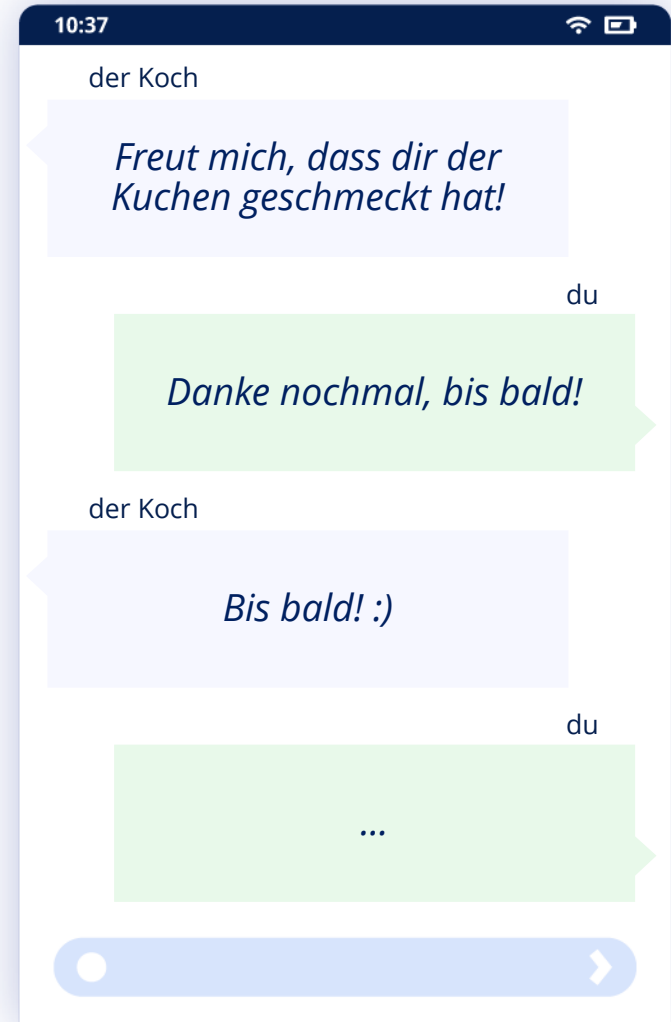 10:37
der Koch
Freut mich, dass dir der
Kuchen geschmeckt hat!
du
Danke nochmal, bis bald!
der Koch
Bis bald! :)
du
...